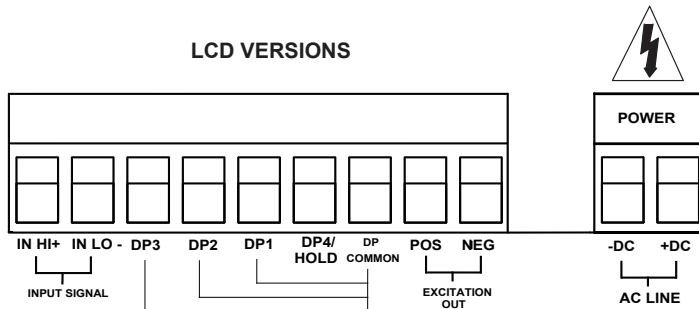 LCD VERSIONS
POWER
IN HI+ IN LO - DP3 DP2 DP1 DP4/HOLD DP COMMON POS NEG -DC +DC
INPUT SIGNAL EXCITATION OUT AC LINE